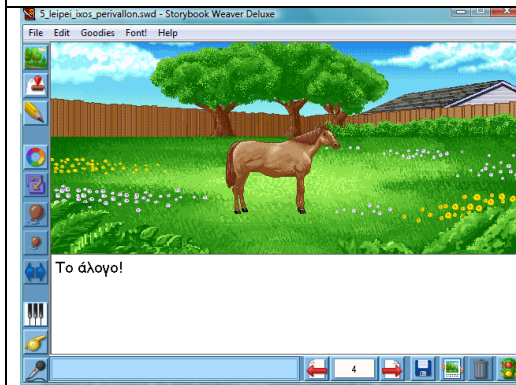 5_leipei_ixos_perivallon.swd - Storybook Weaver Deluxe
File Edit Goodies Font! Help
Το άλογο!
4